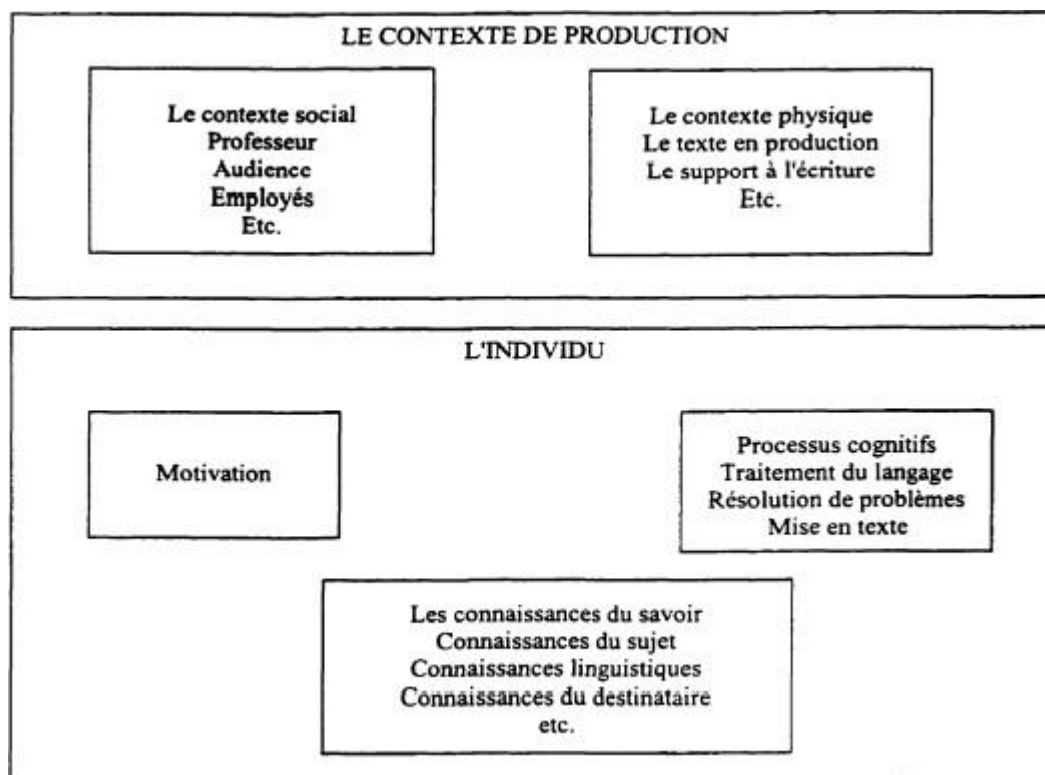 LE CONTEXTE DE PRODUCTION
Le contexte social
Professeur
Audience
Employés
Etc.
Le contexte physique
Le texte en production
Le support à l'écriture
Etc.
L'INDIVIDU
Motivation
Processus cognitifs
Traitement du langage
Résolution de problèmes
Mise en texte
Les connaissances du savoir
Connaissances du sujet
Connaissances linguistiques
Connaissances du destinataire
etc.